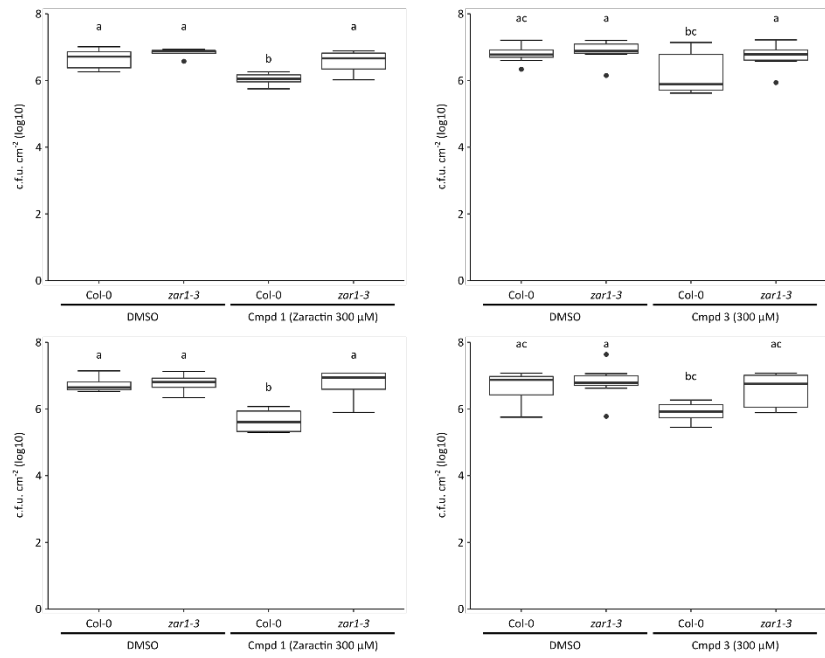 8
a
a
a
b
6
4
2
0
c.f.u. cm⁻² (log10)
Col-0
zar1-3
Col-0
zar1-3
DMSO
Cmpd 1 (Zaractin 300 µM)
8
ac
a
a
bc
6
4
2
0
c.f.u. cm⁻² (log10)
Col-0
zar1-3
Col-0
zar1-3
DMSO
Cmpd 3 (300 µM)
8
a
a
a
b
6
4
2
0
c.f.u. cm⁻² (log10)
Col-0
zar1-3
Col-0
zar1-3
DMSO
Cmpd 1 (Zaractin 300 µM)
8
ac
a
ac
bc
6
4
2
0
c.f.u. cm⁻² (log10)
Col-0
zar1-3
Col-0
zar1-3
DMSO
Cmpd 3 (300 µM)